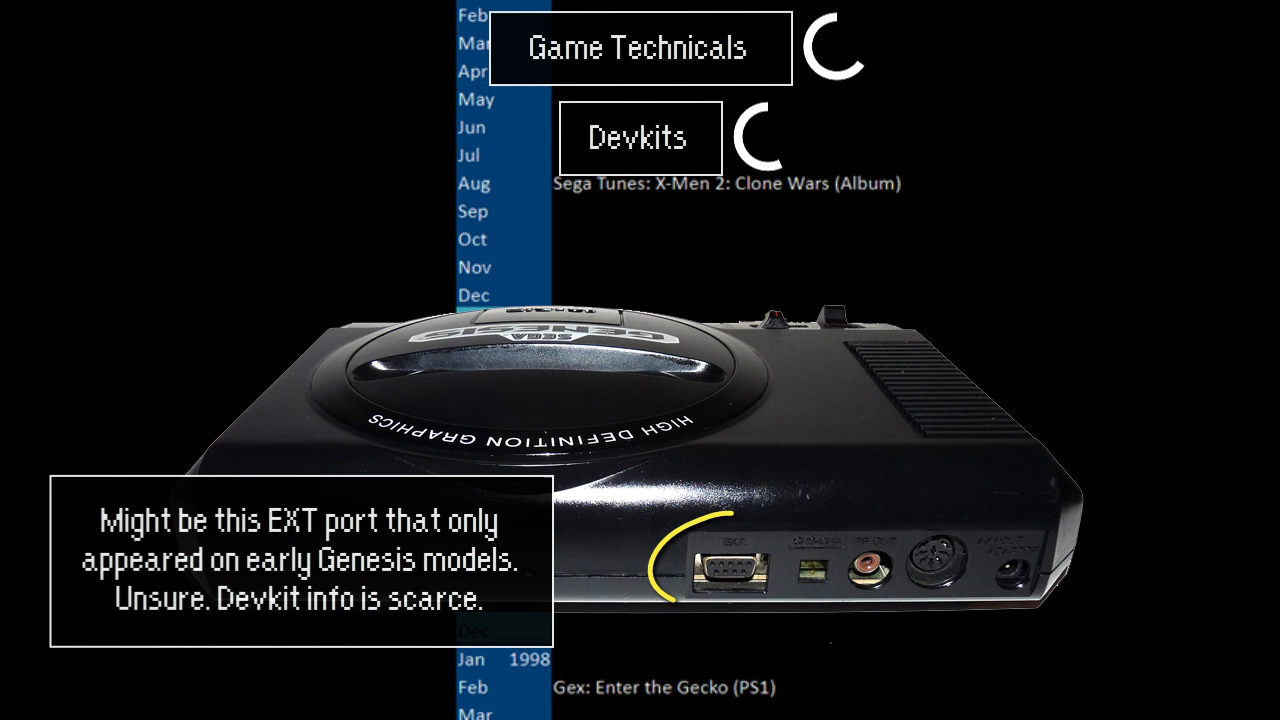 Feb
Mar
Game Technicals
Apr
May
Jun
Devkits
Jul
Aug
Sega Tunes: X-Men 2: Clone Wars (Album)
Sep
Oct
Nov
Dec
GENESIS
SEGA
HIGH DEFINITION GRAPHICS
Might be this EXT port that only
appeared on early Genesis models.
Unsure. Devkit info is scarce.
EXT.
RF OUT
Dec
Jan 1998
Feb
Gex: Enter the Gecko (PS1)
Mar